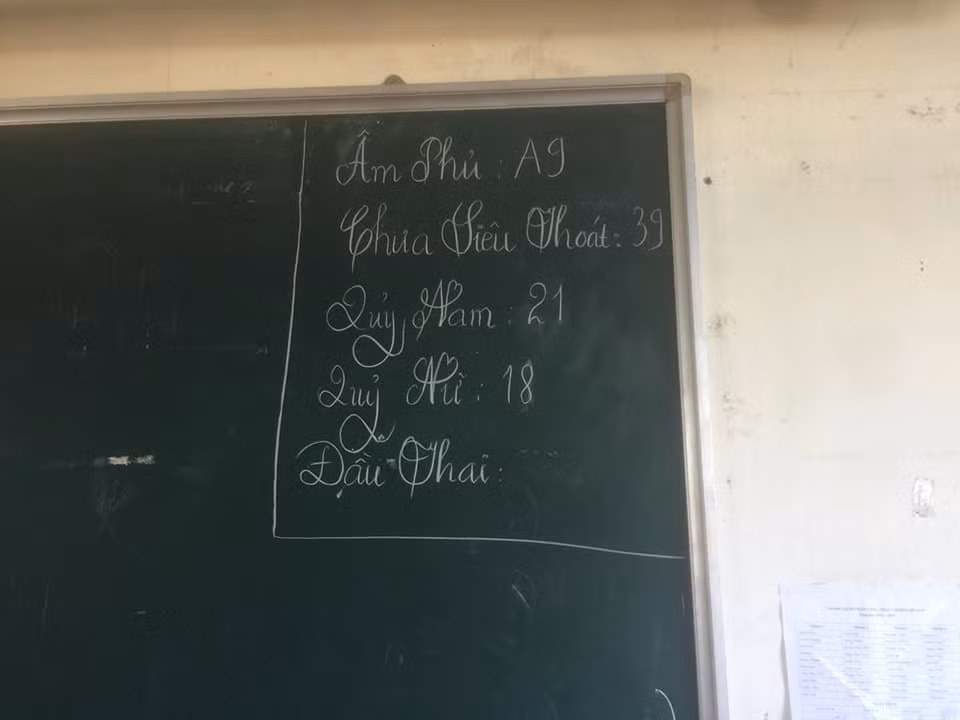 Âm Phủ : A9
Chưa Siêu Thoát : 39
Quỷ Nam : 21
Quỷ Nữ : 18
Đầu Thai :